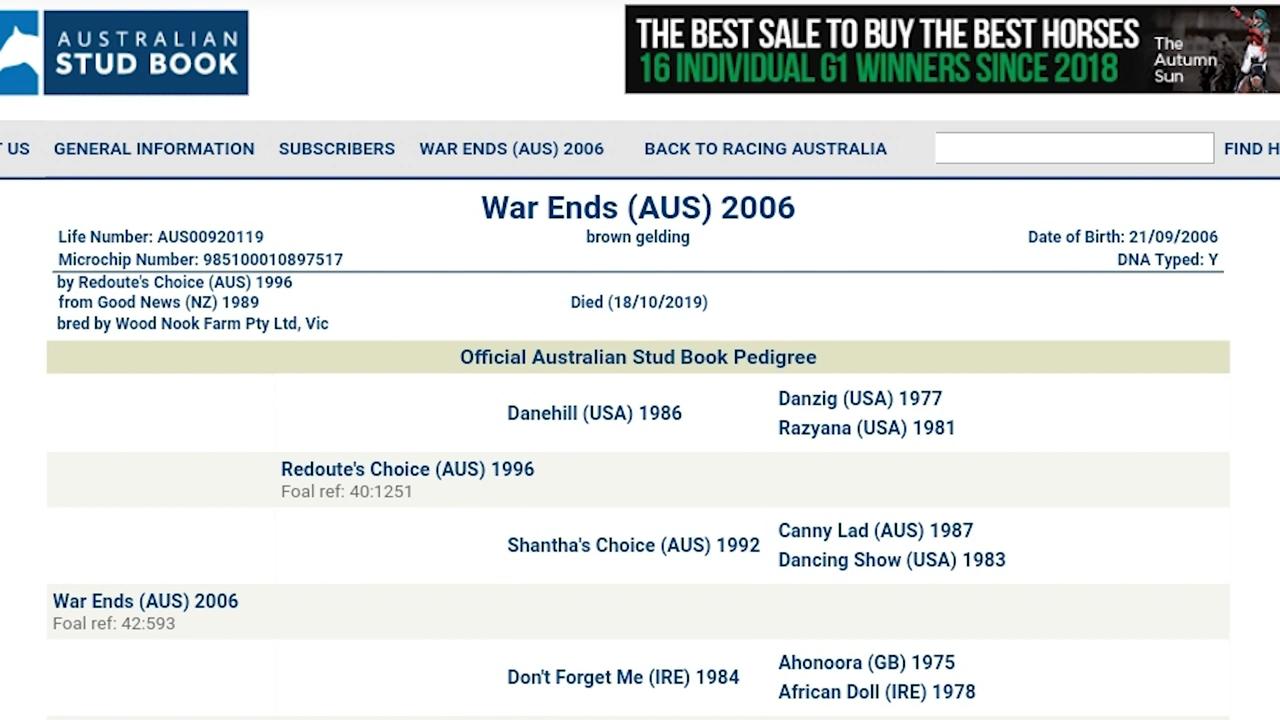 AUSTRALIAN
STUD BOOK
THE BEST SALE TO BUY THE BEST HORSES
16 INDIVIDUAL G1 WINNERS SINCE 2018
The
Autumn
Sun
T US GENERAL INFORMATION SUBSCRIBERS WAR ENDS (AUS) 2006 BACK TO RACING AUSTRALIA FIND H
War Ends (AUS) 2006
Life Number: AUS00920119 brown gelding Date of Birth: 21/09/2006
Microchip Number: 985100010897517 DNA Typed: Y
by Redoute's Choice (AUS) 1996
from Good News (NZ) 1989 Died (18/10/2019)
bred by Wood Nook Farm Pty Ltd, Vic
Official Australian Stud Book Pedigree
Danzig (USA) 1977
Danehill (USA) 1986
Razyana (USA) 1981
Redoute's Choice (AUS) 1996
Foal ref: 40:1251
Canny Lad (AUS) 1987
Shantha's Choice (AUS) 1992
Dancing Show (USA) 1983
War Ends (AUS) 2006
Foal ref: 42:593
Ahonoora (GB) 1975
Don't Forget Me (IRE) 1984
African Doll (IRE) 1978